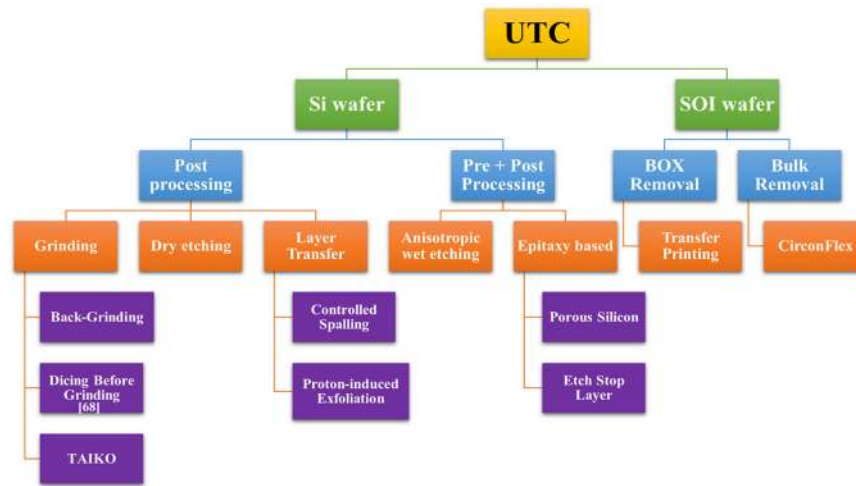 UTC
Si wafer
SOI wafer
Post
processing
Pre + Post
Processing
BOX
Removal
Bulk
Removal
Grinding
Dry etching
Layer
Transfer
Anisotropic
wet etching
Epitaxy based
Transfer
Printing
CirconFlex
Back-Grinding
Controlled
Spalling
Porous Silicon
Dicing Before
Grinding
[68]
Proton-induced
Exfoliation
Etch Stop
Layer
TAIKO